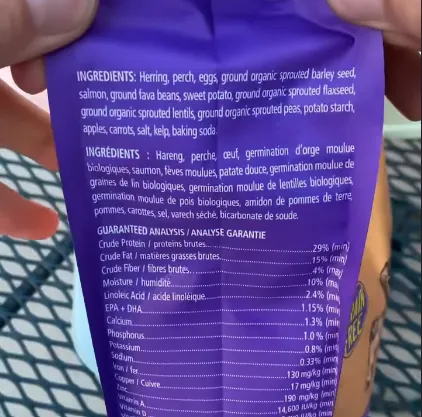 INGREDIENTS: Herring, perch, eggs, ground organic sprouted barley seed,
salmon, ground fava beans, sweet potato, ground organic sprouted flaxseed,
ground organic sprouted lentils, ground organic sprouted peas, potato starch,
apples, carrots, salt, kelp, baking soda.
INGRÉDIENTS : Hareng, perche, œuf, germination d'orge moulue
biologiques, saumon, fèves moulues, patate douce, germination moulue de
graines de lin biologiques, germination moulue de lentilles biologiques,
germination moulue de pois biologiques, amidon de pommes de terre,
pommes, carottes, sel, varech séché, bicarbonate de soude.
GUARANTEED ANALYSIS / ANALYSE GARANTIE
Crude Protein / proteins brutes...29% (min)
Crude Fat / matières grasses brutes...15% (min)
Crude Fiber / fibres brutes...4% (max)
Moisture / humidité...10% (ma
Linoleic Acid / acide linoléique...2.4% (min
EPA + DHA...1.15% (min
Calcium...1.3% (min
Phosphorus...1.0% (min
Potassium...0.8% (min
Sodium...0.33% (min
Iron / fer...130 mg/kg (min
Copper / Cuivre...17 mg/kg (min
Zinc...190 mg/kg (min
Vitamin A...14,600 IU/kg (min
Vitamin D... IU/kg (min